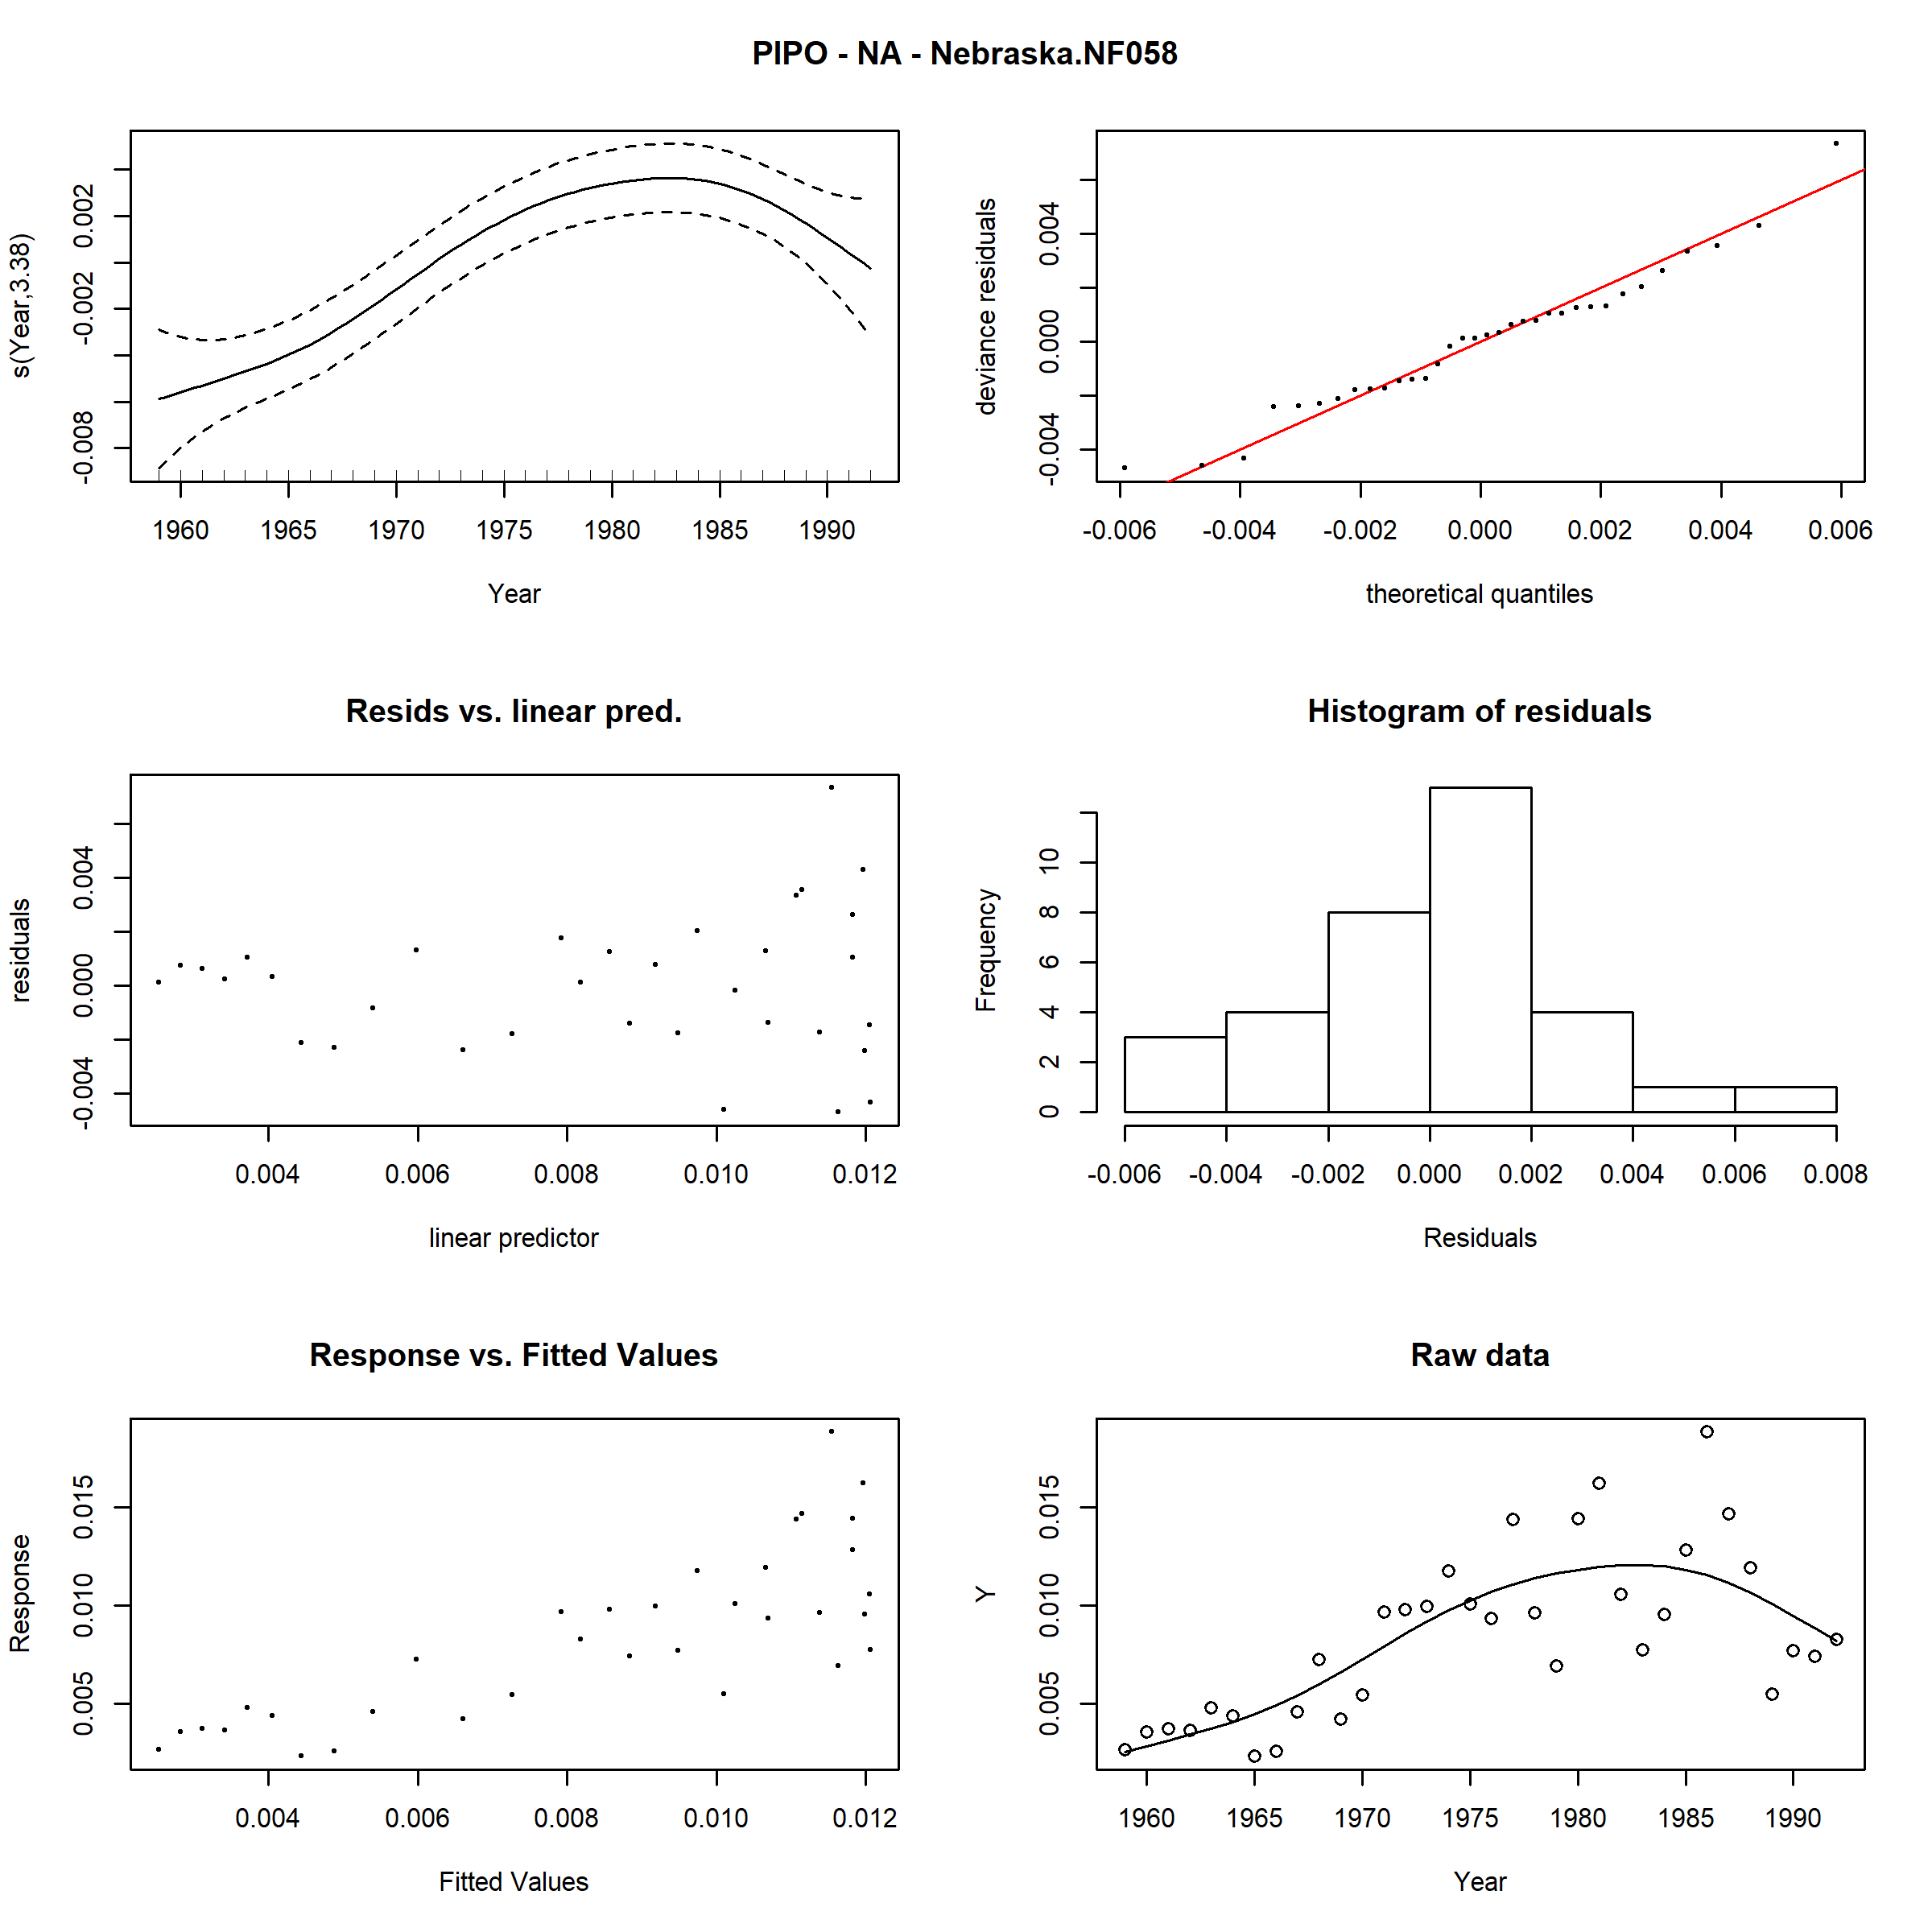 PIPO - NA - Nebraska.NF058
s(Year,3.38)
-0.008
-0.002
0.002
1960 1965 1970 1975 1980 1985 1990
Year
deviance residuals
-0.004
0.000
0.004
-0.006 -0.004 -0.002 0.000 0.002 0.004 0.006
theoretical quantiles
Resids vs. linear pred.
residuals
-0.004
0.000
0.004
0.004 0.006 0.008 0.010 0.012
linear predictor
Histogram of residuals
Frequency
0
2
4
6
8
10
-0.006 -0.004 -0.002 0.000 0.002 0.004 0.006 0.008
Residuals
Response vs. Fitted Values
Response
0.005
0.010
0.015
0.004 0.006 0.008 0.010 0.012
Fitted Values
Raw data
Y
0.005
0.010
0.015
1960 1965 1970 1975 1980 1985 1990
Year